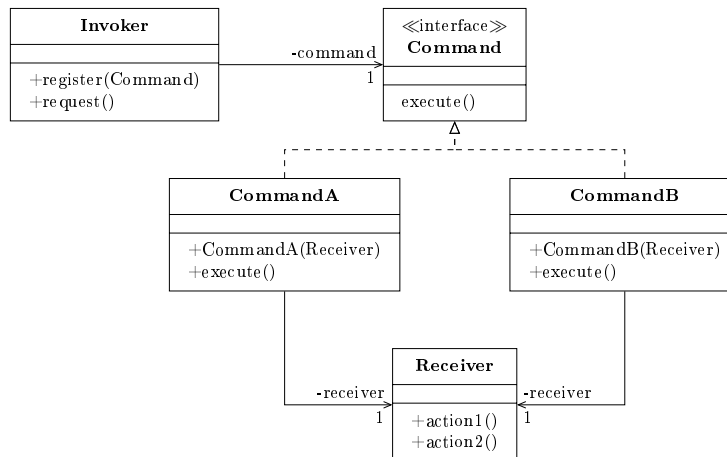 Invoker
+register(Command)
+request()
-command
1
≪interface≫
Command
execute()
CommandA
+CommandA(Receiver)
+execute()
CommandB
+CommandB(Receiver)
+execute()
-receiver
1
Receiver
+action1()
+action2()
-receiver
1